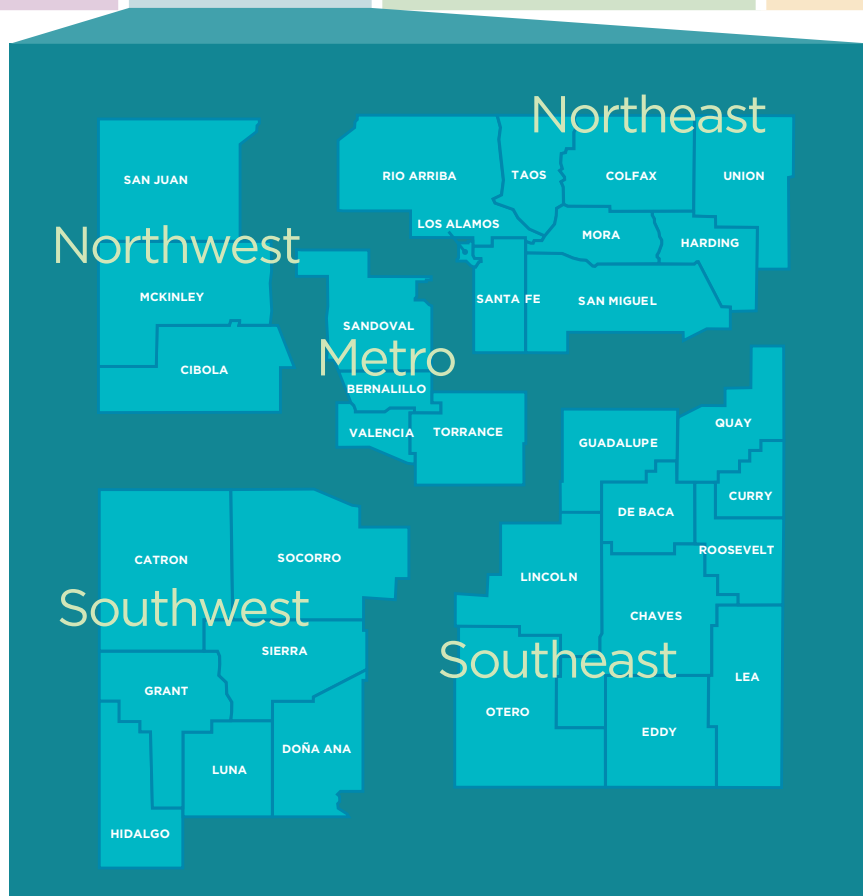 Northeast
SAN JUAN
RIO ARRIBA
TAOS
COLFAX
UNION
LOS ALAMOS
MORA
HARDING
Northwest
MCKINLEY
SANTA FE
SAN MIGUEL
SANDOVAL
CIBOLA
Metro
BERNALILLO
VALENCIA
TORRANCE
GUADALUPE
QUAY
CURRY
DE BACA
ROOSEVELT
CATRON
SOCORRO
LINCOLN
Southwest
CHAVES
SIERRA
Southeast
GRANT
LEA
OTERO
EDDY
DOÑA ANA
LUNA
HIDALGO